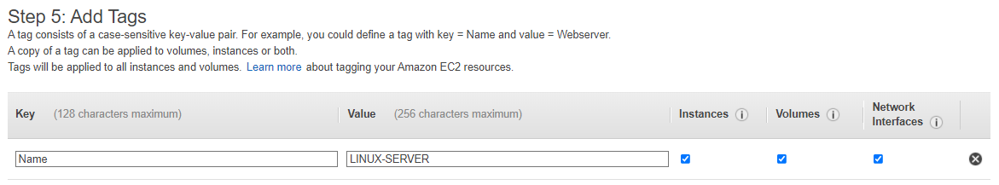 Step 5: Add Tags
A tag consists of a case-sensitive key-value pair. For example, you could define a tag with key = Name and value = Webserver.
A copy of a tag can be applied to volumes, instances or both.
Tags will be applied to all instances and volumes. Learn more about tagging your Amazon EC2 resources.
Key (128 characters maximum) Value (256 characters maximum) Instances i Volumes i Network Interfaces i
Name LINUX-SERVER